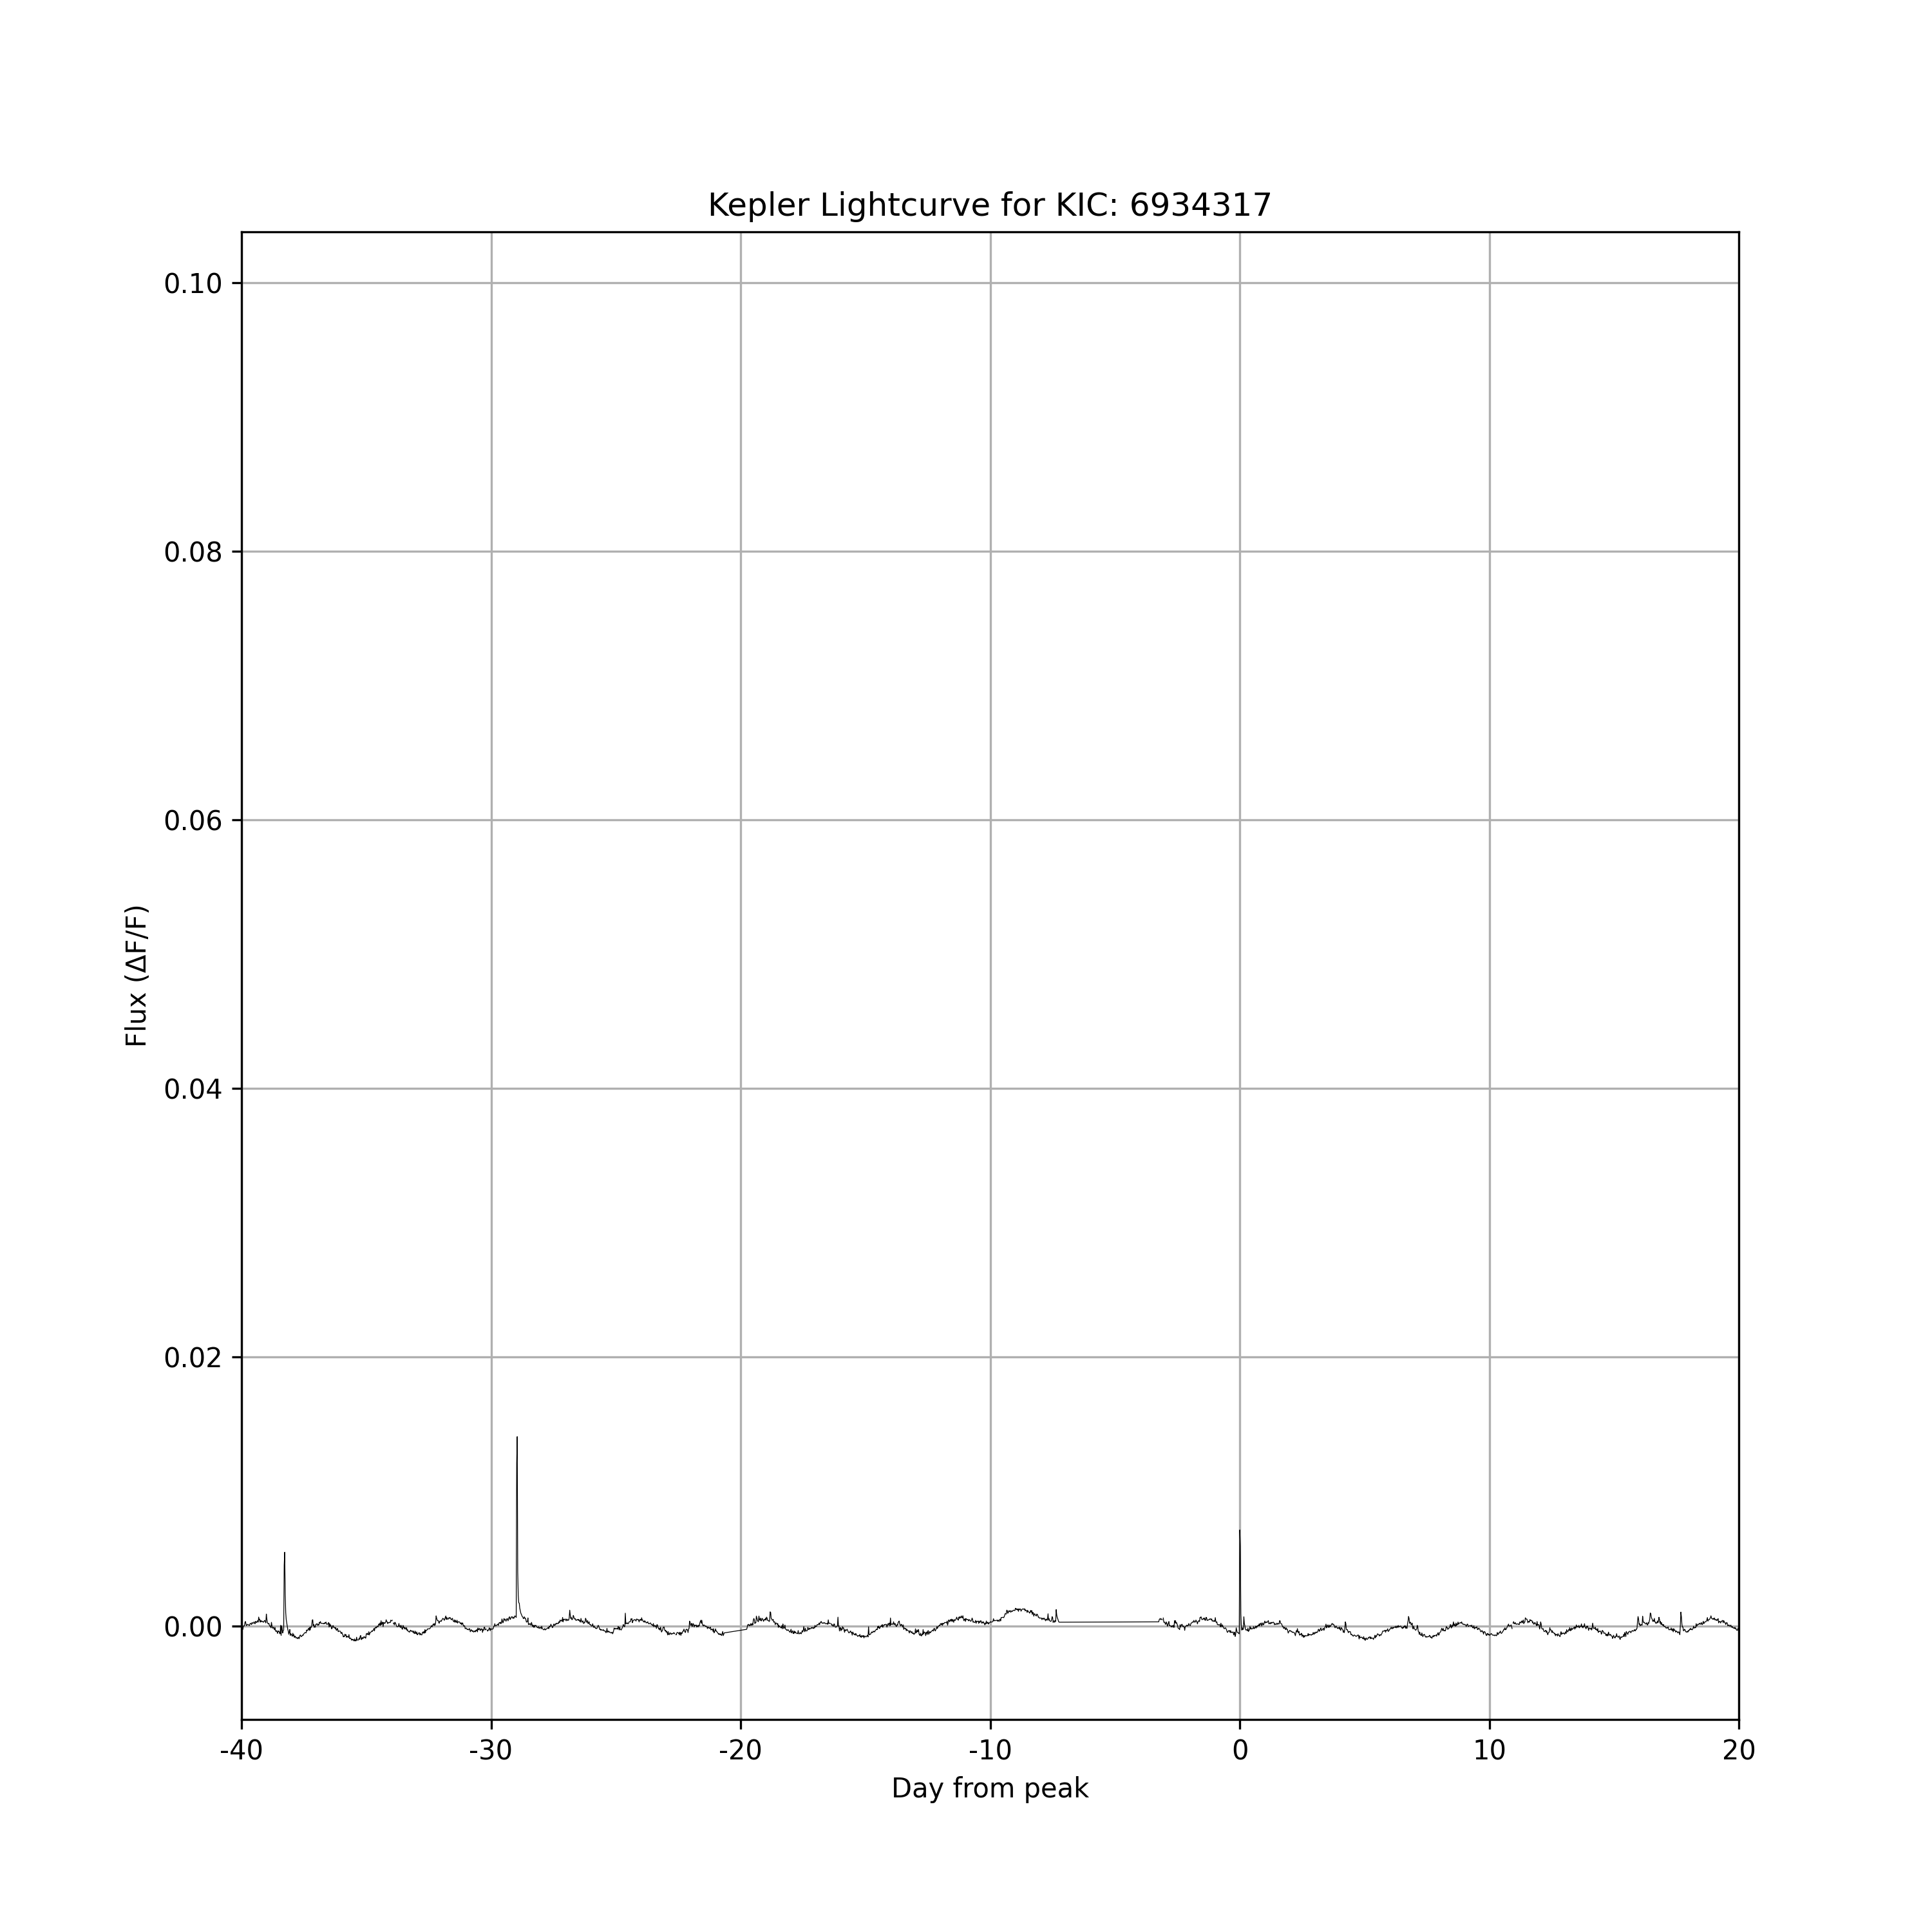 Kepler Lightcurve for KIC: 6934317
0.10
0.08
0.06
0.04
0.02
0.00
Flux (ΔF/F)
-40 -30 -20 -10 0 10 20
Day from peak